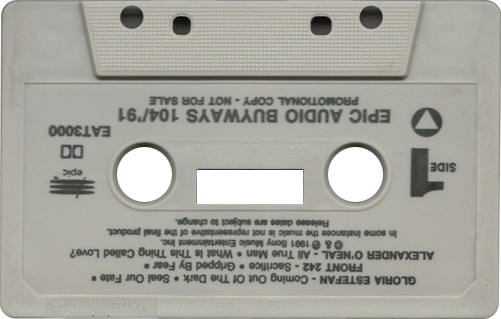 EPIC AUDIO BUYWAYS 104/'91
PROMOTIONAL COPY - NOT FOR SALE
EAT3000
SIDE
1
epic
In some instances the music is not representative of the final product.
Release dates are subject to change.
© & ℗ 1991 Sony Music Entertainment Inc.
GLORIA ESTEFAN - Coming Out Of The Dark • Seal Our Fate •
FRONT 242 - Sacrifice • Gripped By Fear •
ALEXANDER O'NEAL - All True Man • What Is This Thing Called Love?
MADE IN USA